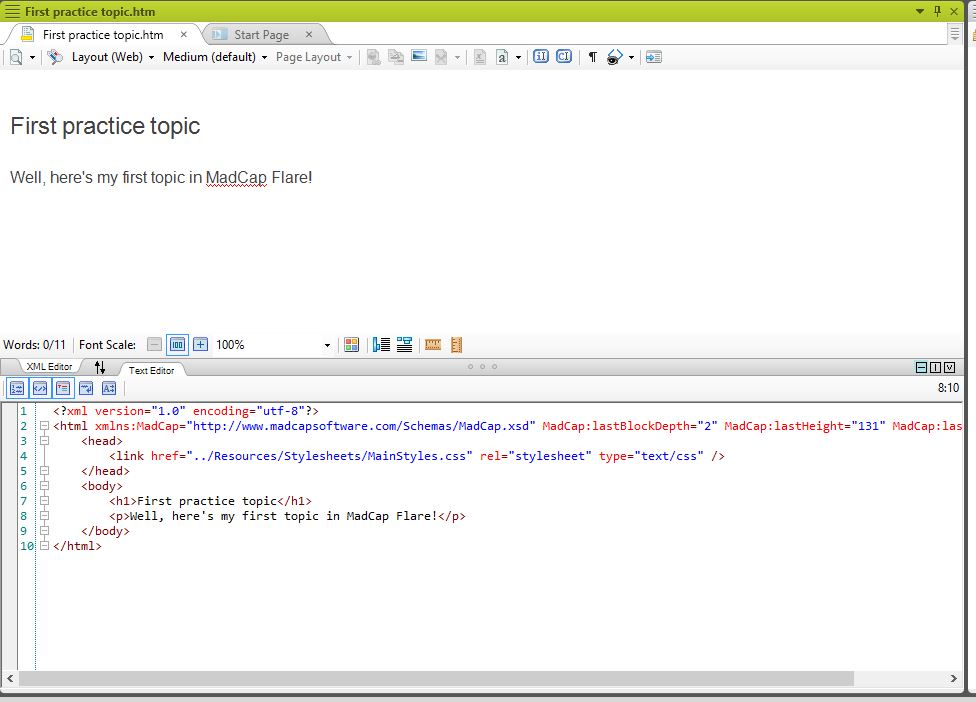 First practice topic.htm
First practice topic.htm Start Page
Layout (Web) Medium (default) Page Layout
First practice topic
Well, here's my first topic in MadCap Flare!
Words: 0/11 Font Scale: 100 100%
XML Editor Text Editor
8:10
1 <?xml version="1.0" encoding="utf-8"?>
2 <html xmlns:MadCap="http://www.madcapsoftware.com/Schemas/MadCap.xsd" MadCap:lastBlockDepth="2" MadCap:lastHeight="131" MadCap:las
3 <head>
4 <link href="../Resources/Stylesheets/MainStyles.css" rel="stylesheet" type="text/css" />
5 </head>
6 <body>
7 <h1>First practice topic</h1>
8 <p>Well, here's my first topic in MadCap Flare!</p>
9 </body>
10 </html>